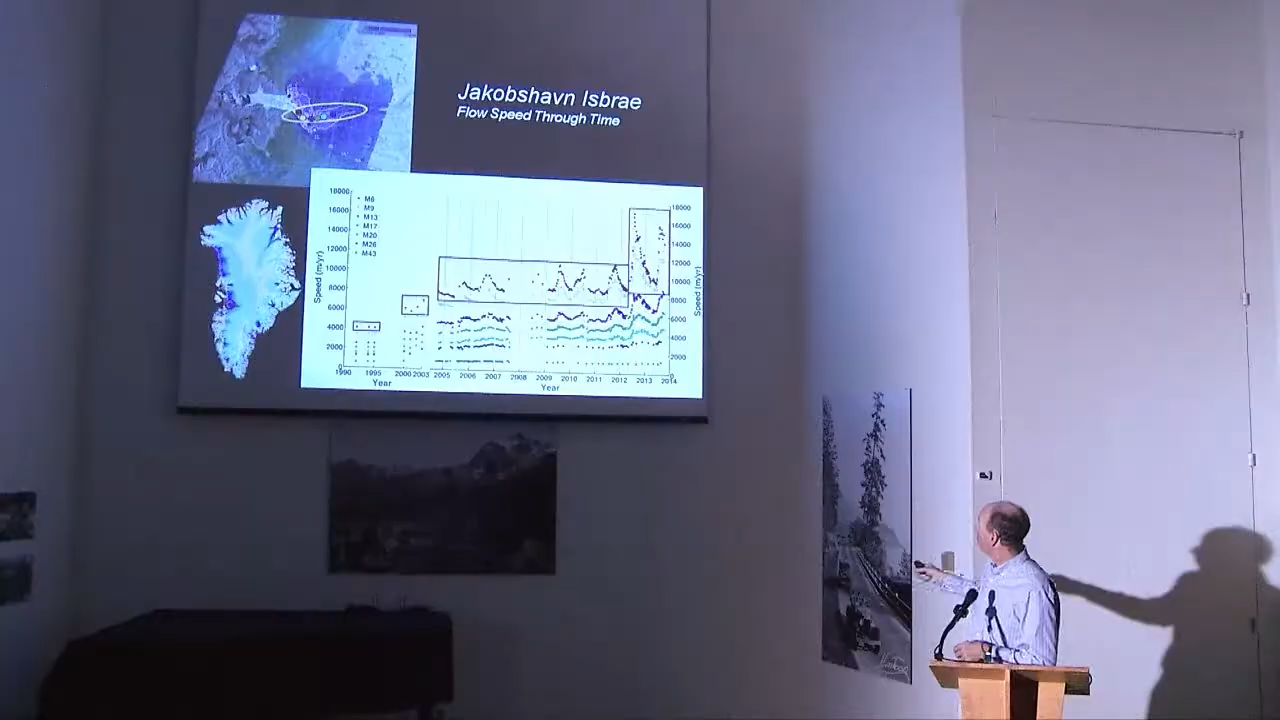 Jakobshavn Isbrae
Flow Speed Through Time
18000
16000
14000
12000
10000
8000
6000
4000
2000
Speed (m/yr)
M6
M9
M13
M17
M20
M26
M43
18000
16000
14000
12000
10000
8000
6000
4000
2000
0
Speed (m/yr)
1990 1995 2000 2003 2005 2006 2007 2008 2009 2010 2011 2012 2013 2014
Year Year